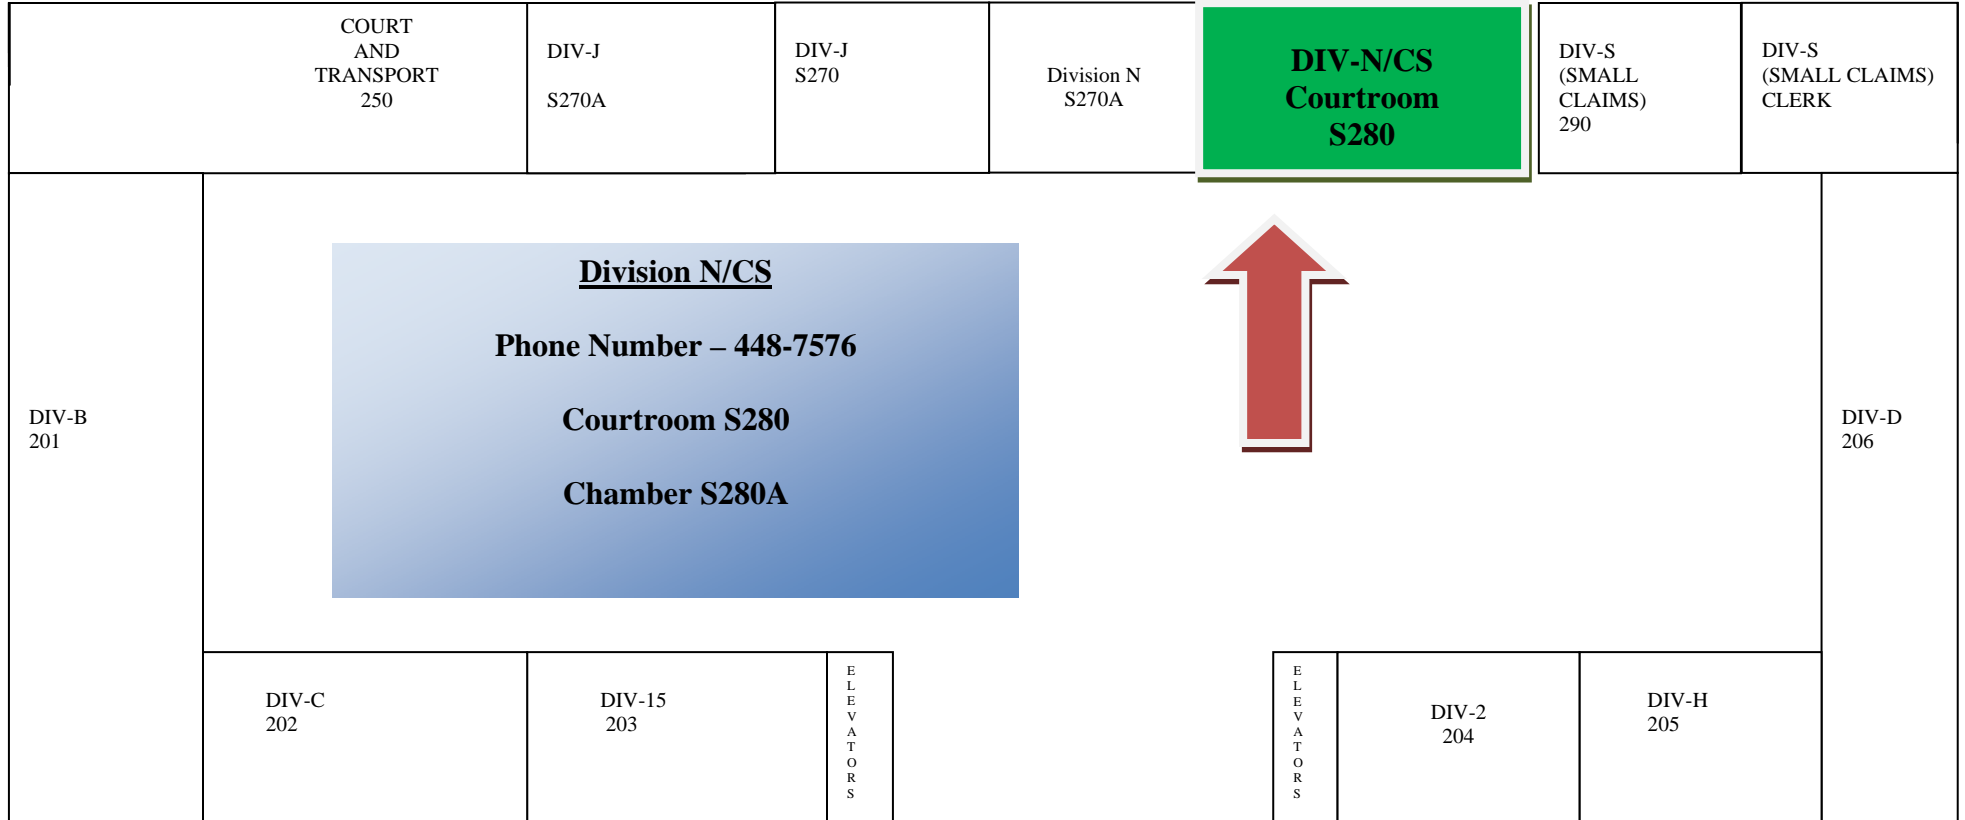 COURT
AND
TRANSPORT
250
DIV-J
S270A
DIV-J
S270
Division N
S270A
DIV-N/CS
Courtroom
S280
DIV-S
(SMALL
CLAIMS)
290
DIV-S
(SMALL CLAIMS)
CLERK
Division N/CS
Phone Number – 448-7576
Courtroom S280
Chamber S280A
DIV-B
201
DIV-D
206
DIV-C
202
DIV-15
203
ELEVATORS
ELEVATORS
DIV-2
204
DIV-H
205